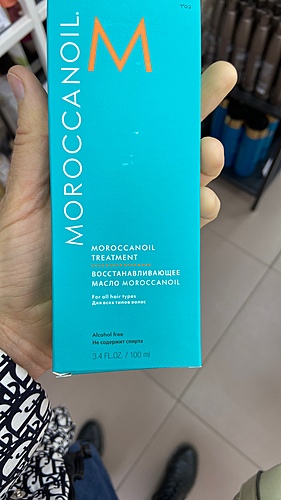 M
MOROCCANOIL®
MOROCCANOIL
TREATMENT
ВОССТАНАВЛИВАЮЩЕЕ
МАСЛО MOROCCANOIL
For all hair types
Для всех типов волос
Alcohol free
Не содержит спирта
3.4 FL.OZ. / 100 ml